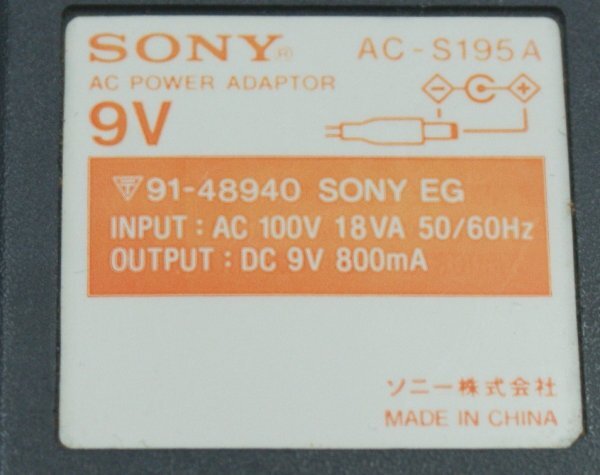 SONY®
AC-S195A
AC POWER ADAPTOR
9V
91-48940 SONY EG
INPUT : AC 100V 18VA 50/60Hz
OUTPUT : DC 9V 800mA
ソニー株式会社
MADE IN CHINA